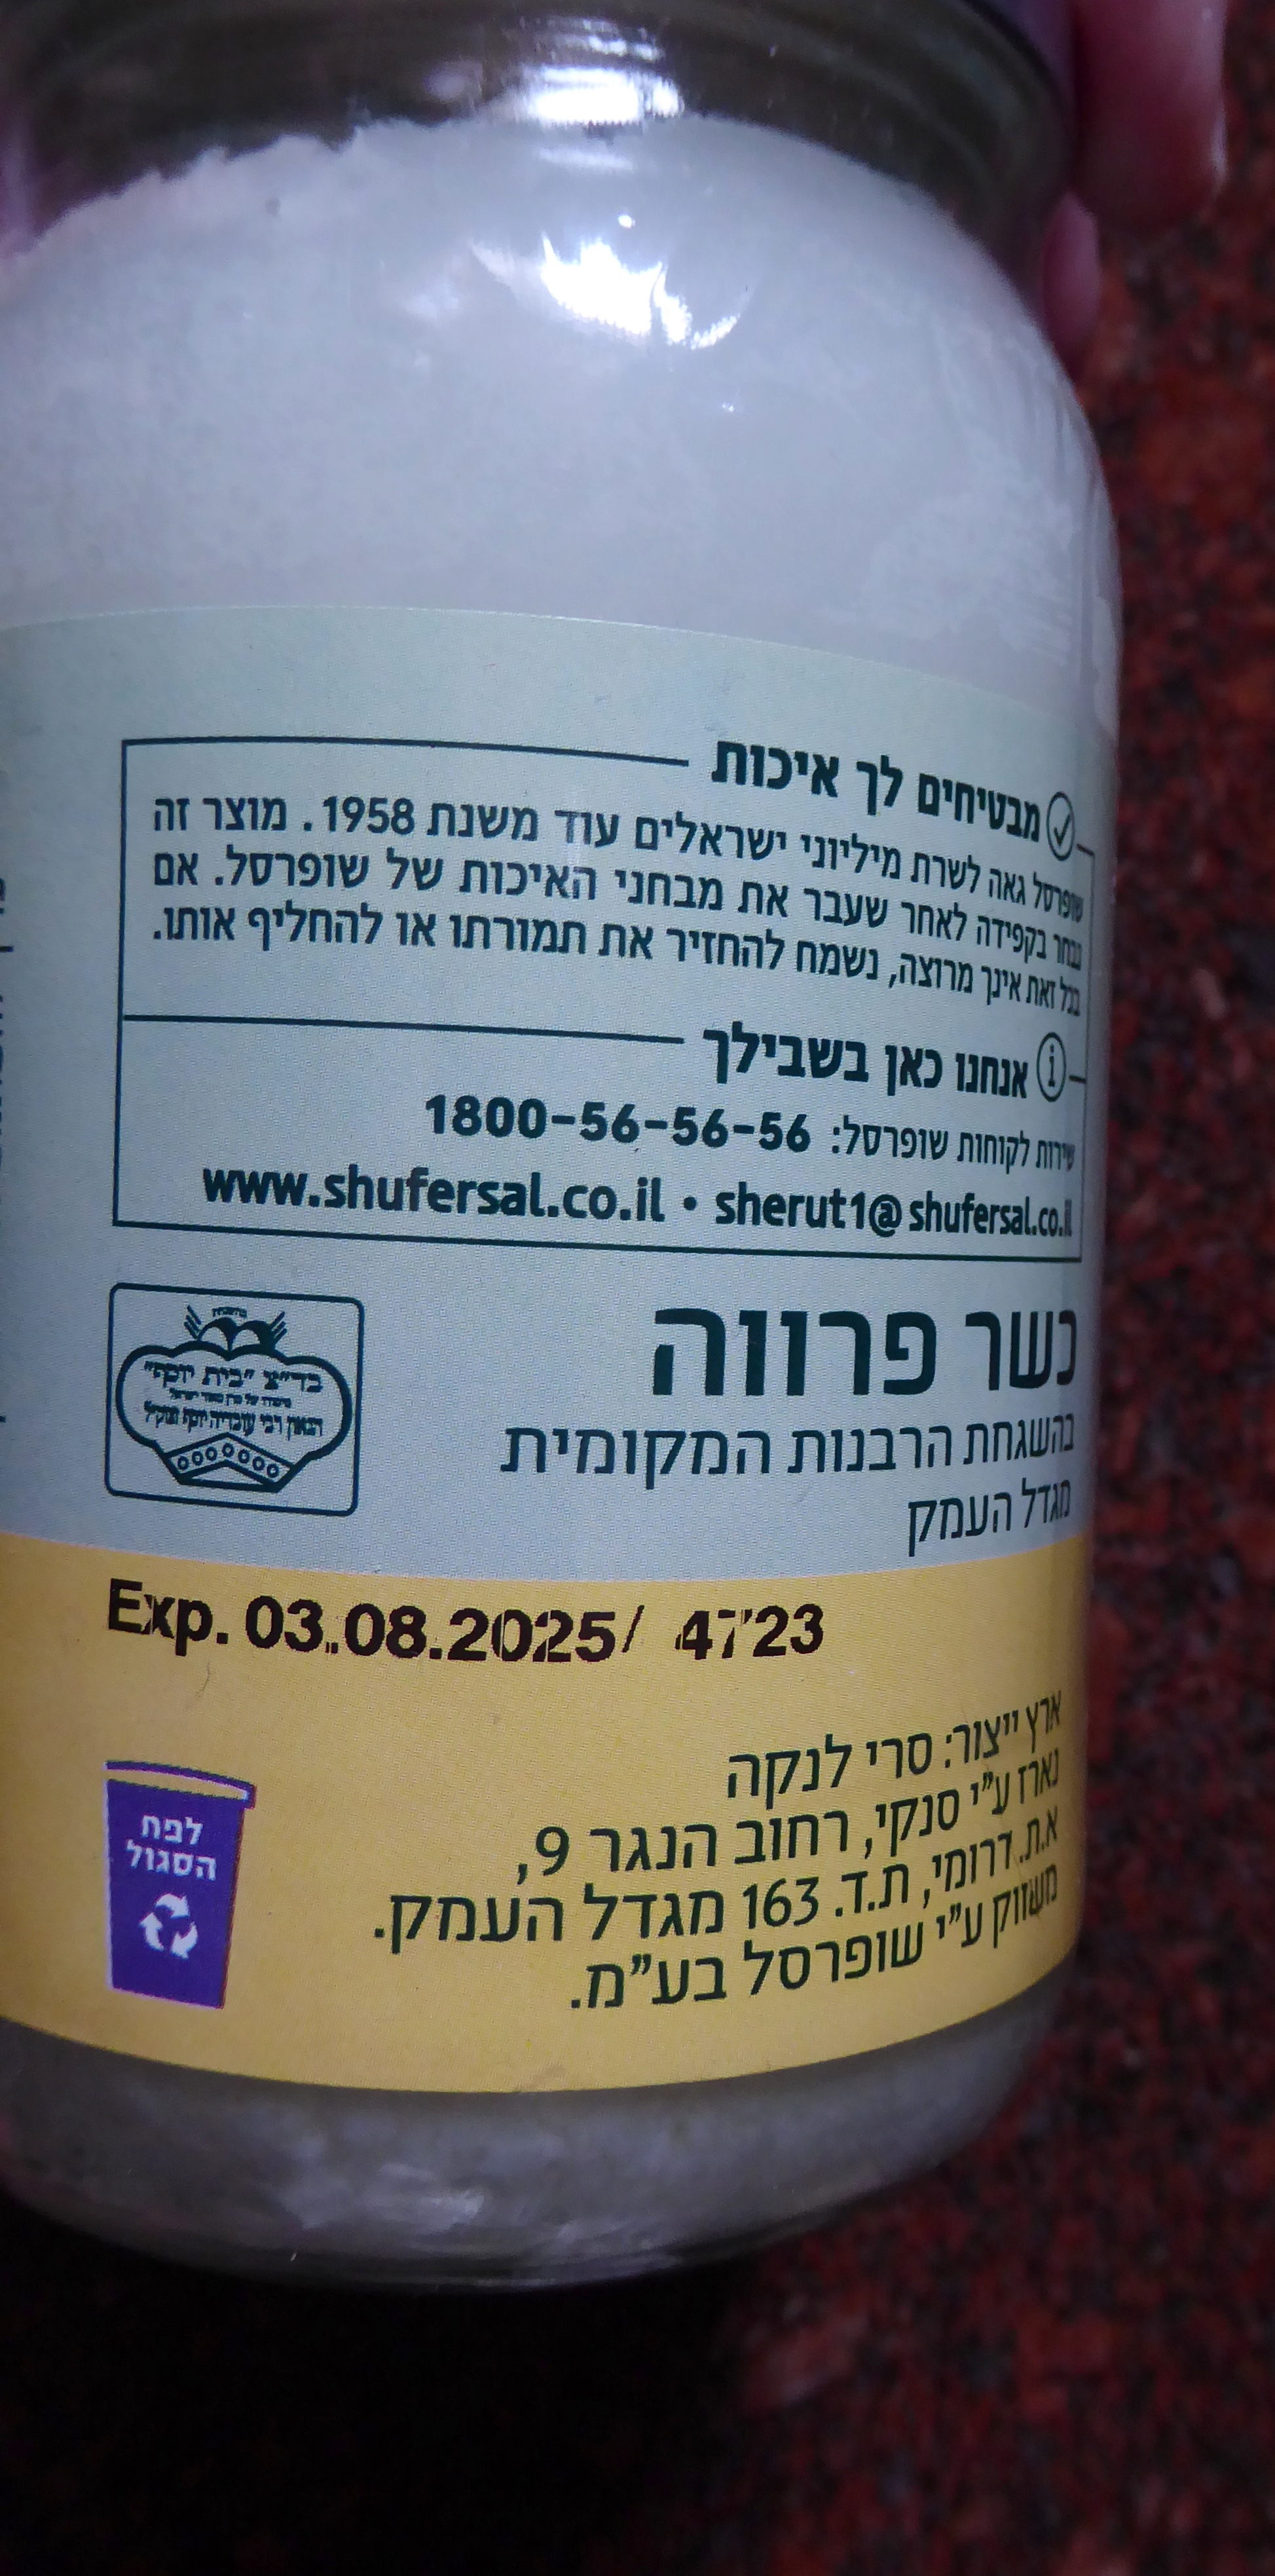 מבטיחים לך איכות
שופרסל גאה לשרת מיליוני ישראלים עוד משנת 1958. מוצר זה
נבחר בקפידה לאחר שעבר את מבחני האיכות של שופרסל. אם
בכל זאת אינך מרוצה, נשמח להחזיר את תמורתו או להחליף אותו.
אנחנו כאן בשבילך
שירות לקוחות שופרסל: 1800-56-56-56
www.shufersal.co.il • sherut1@shufersal.co.il
כשר פרווה
בהשגחת הרבנות המקומית
מגדל העמק
בד"צ "בית יוסף"
Exp. 03.08.2025/ 4723
ארץ ייצור: סרי לנקה
נארז ע"י סנקי, רחוב הנגר 9,
א.ת. דרומי, ת.ד. 163 מגדל העמק.
משווק ע"י שופרסל בע"מ.
לפח
הסגול